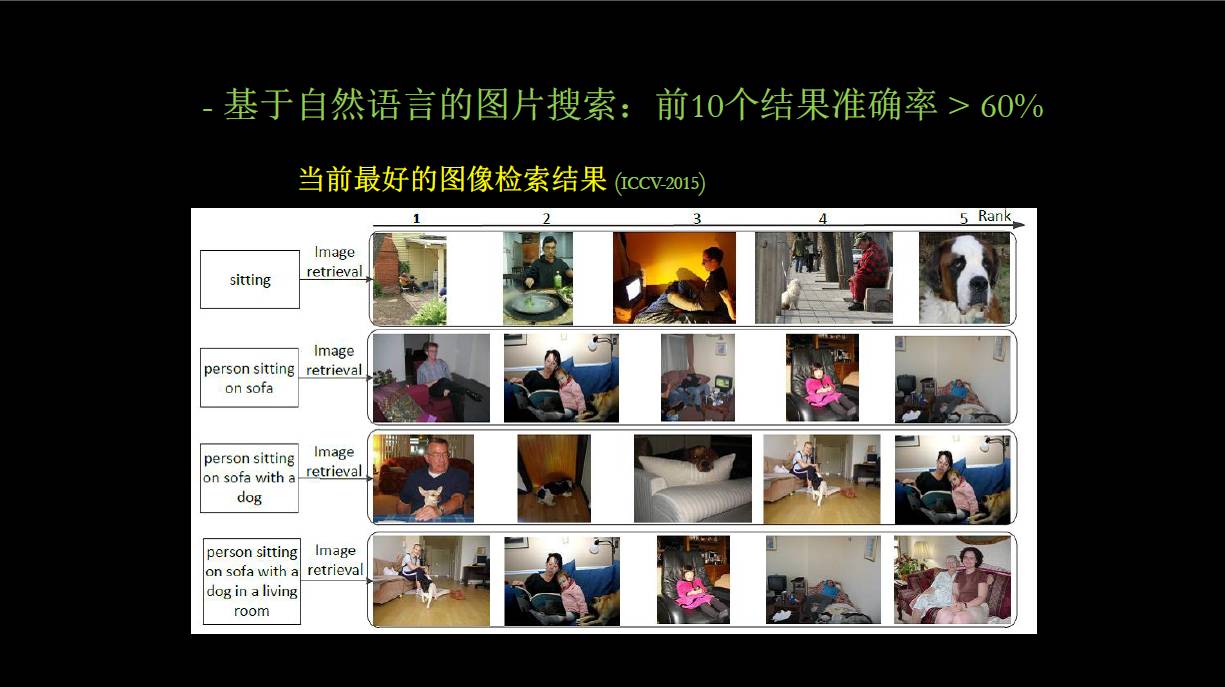 - 基于自然语言的图片搜索：前10个结果准确率 > 60%
当前最好的图像检索结果 (ICCV-2015)
1 2 3 4 5 Rank
sitting
Image
retrieval
person sitting
on sofa
Image
retrieval
person sitting
on sofa with a
dog
Image
retrieval
person sitting
on sofa with a
dog in a living
room
Image
retrieval